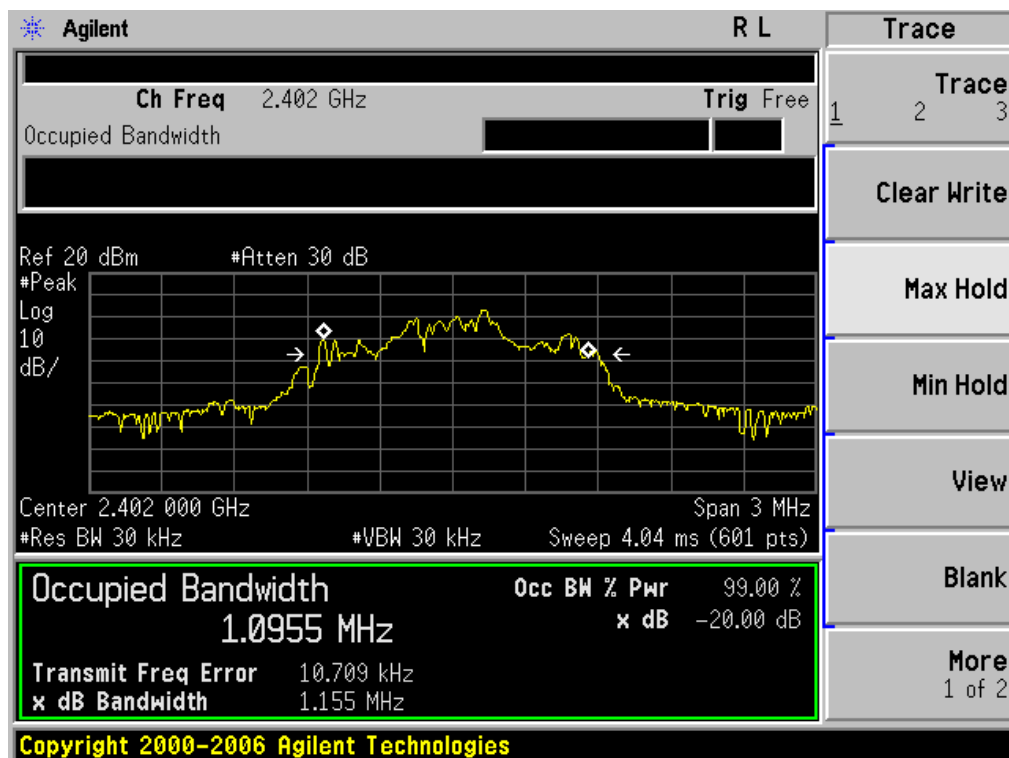 Agilent R L
Ch Freq 2.402 GHz Trig Free
Occupied Bandwidth
Ref 20 dBm #Atten 30 dB
#Peak
Log
10
dB/
Center 2.402 000 GHz Span 3 MHz
#Res BW 30 kHz #VBW 30 kHz Sweep 4.04 ms (601 pts)
Occupied Bandwidth Occ BW % Pwr 99.00 %
1.0955 MHz x dB -20.00 dB
Transmit Freq Error 10.709 kHz
x dB Bandwidth 1.155 MHz
Copyright 2000-2006 Agilent Technologies
Trace
Trace
1 2 3
Clear Write
Max Hold
Min Hold
View
Blank
More
1 of 2